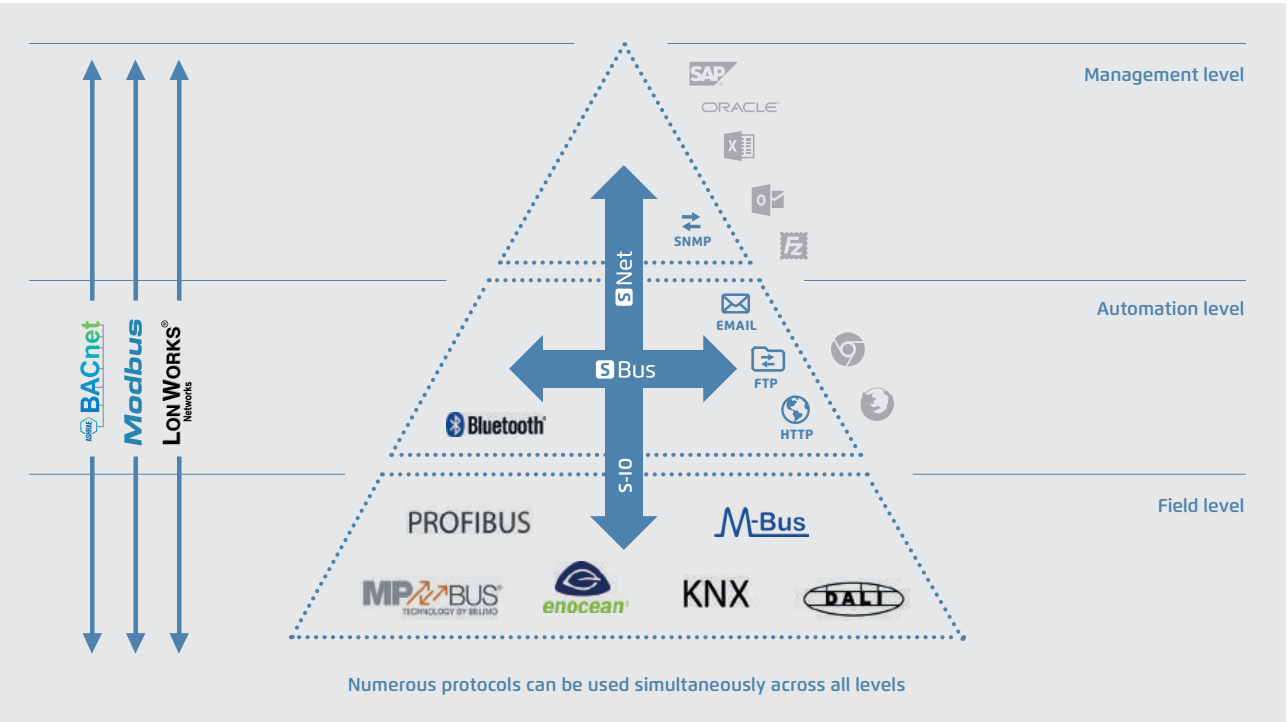 Management level
SAP
ORACLE
X
O
SNMP
Fz
S Net
Automation level
EMAIL
S Bus
FTP
HTTP
Bluetooth®
ASHRAE BACnet
Modbus
LONWORKS®
Networks
S-IO
Field level
PROFIBUS
M-Bus
MP BUS®
TECHNOLOGY BY BELIMO
enocean®
KNX
DALI
Numerous protocols can be used simultaneously across all levels